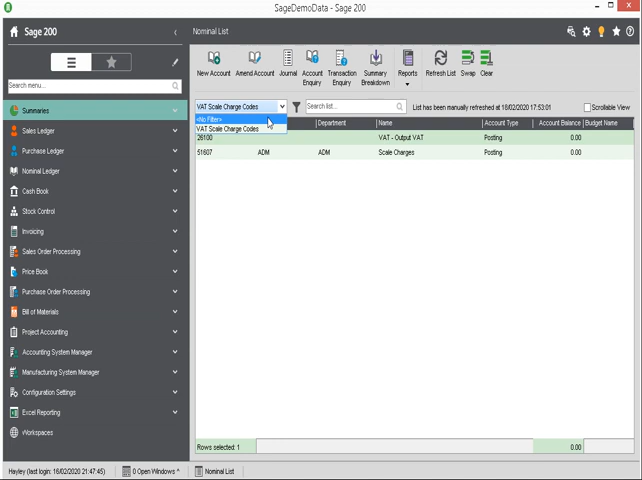 SageDemoData - Sage 200
Sage 200
Nominal List
New Account
Amend Account
Journal
Account Enquiry
Transaction Enquiry
Summary Breakdown
Reports
Refresh List
Swap
Clear
Search menu...
VAT Scale Charge Codes
Search list...
List has been manually refreshed at 18/02/2020 17:53:01
Scrollable View
<No Filter>
VAT Scale Charge Codes
Department
Name
Account Type
Account Balance
Budget Name
26100
VAT - Output VAT
Posting
0.00
51607
ADM
ADM
Scale Charges
Posting
0.00
Summaries
Sales Ledger
Purchase Ledger
Nominal Ledger
Cash Book
Stock Control
Invoicing
Sales Order Processing
Price Book
Purchase Order Processing
Bill of Materials
Project Accounting
Accounting System Manager
Manufacturing System Manager
Configuration Settings
Excel Reporting
Workspaces
Rows selected: 1
0.00
Hayley (last login: 16/02/2020 21:47:45)
0 Open Windows ^
Nominal List